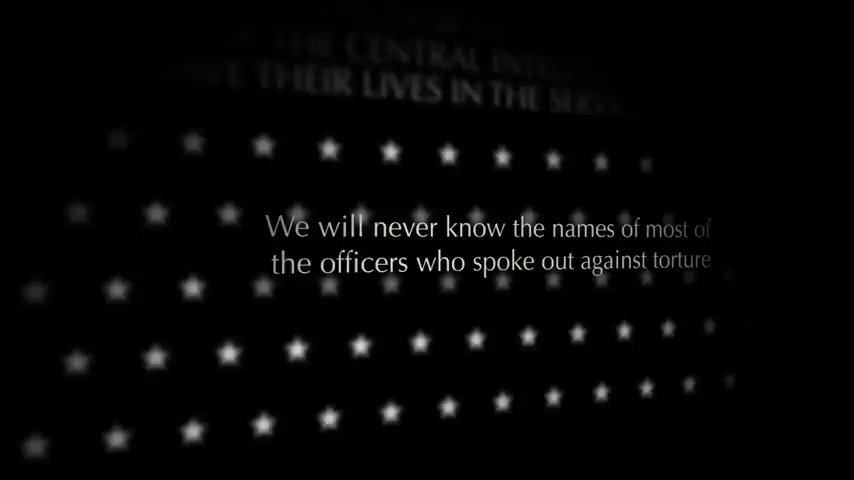 THE CENTRAL
THEIR LIVES IN THE
We will never know the names of most of
the officers who spoke out against torture